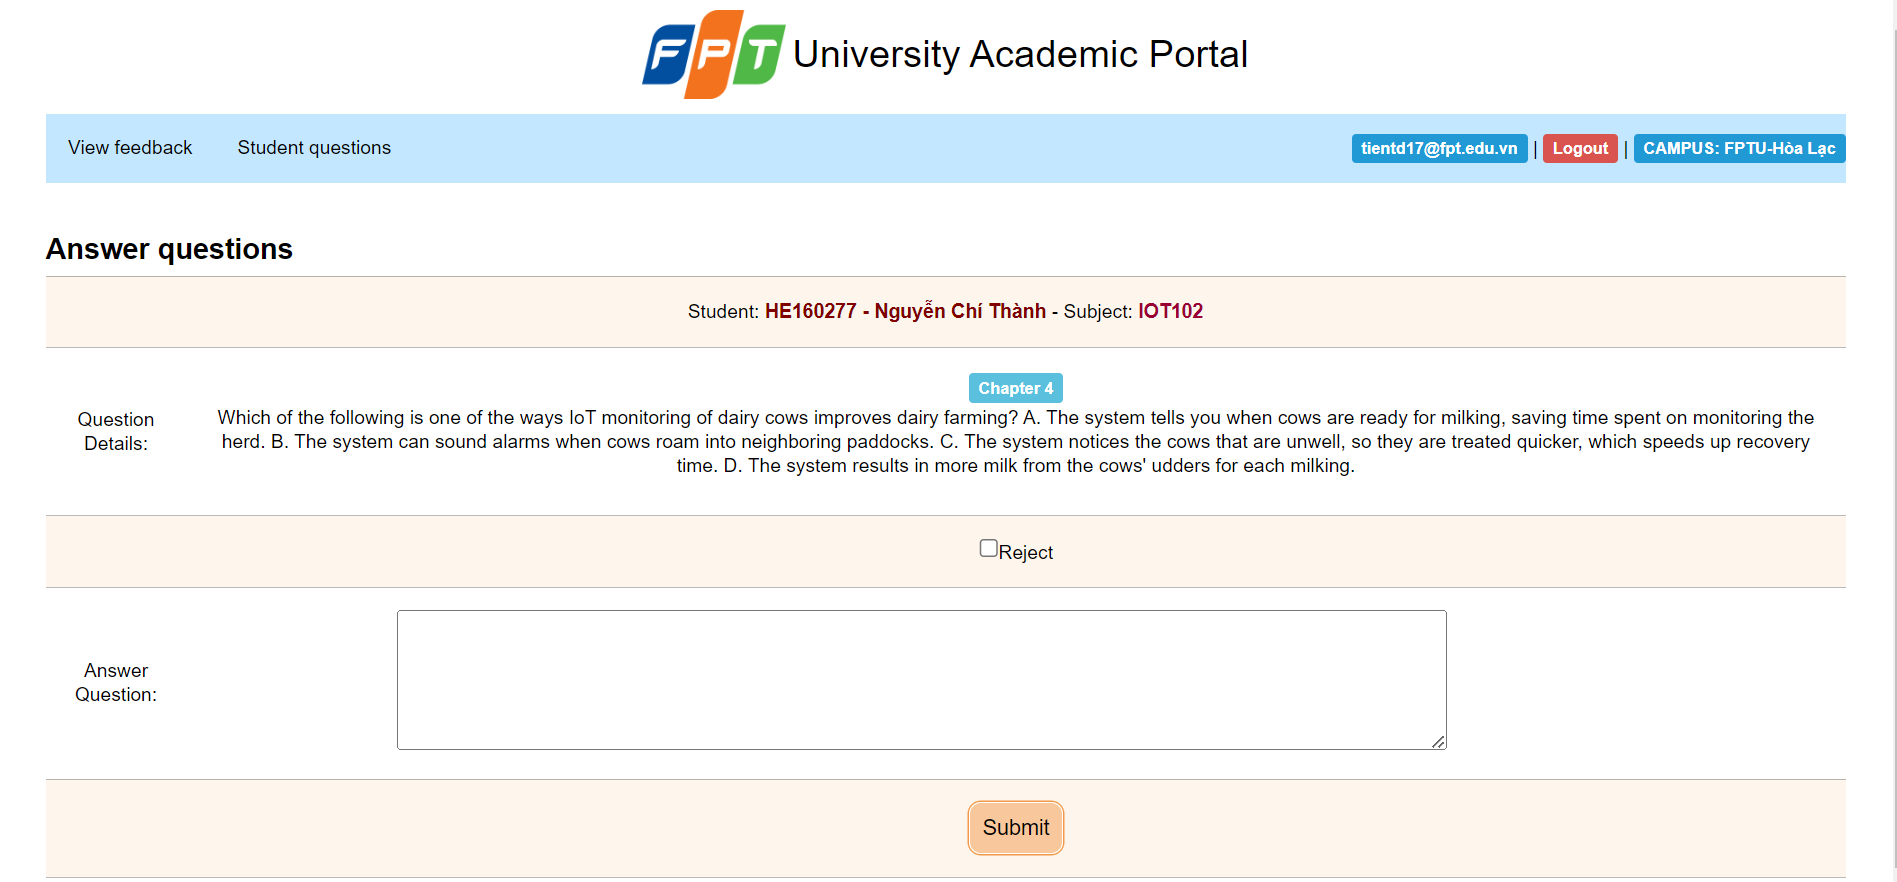 FPT University Academic Portal
View feedback Student questions tientd17@fpt.edu.vn | Logout | CAMPUS: FPTU-Hòa Lạc
Answer questions
Student: HE160277 - Nguyễn Chí Thành - Subject: IOT102
Chapter 4
Question Details:
Which of the following is one of the ways IoT monitoring of dairy cows improves dairy farming? A. The system tells you when cows are ready for milking, saving time spent on monitoring the
herd. B. The system can sound alarms when cows roam into neighboring paddocks. C. The system notices the cows that are unwell, so they are treated quicker, which speeds up recovery
time. D. The system results in more milk from the cows' udders for each milking.
Reject
Answer
Question:
Submit